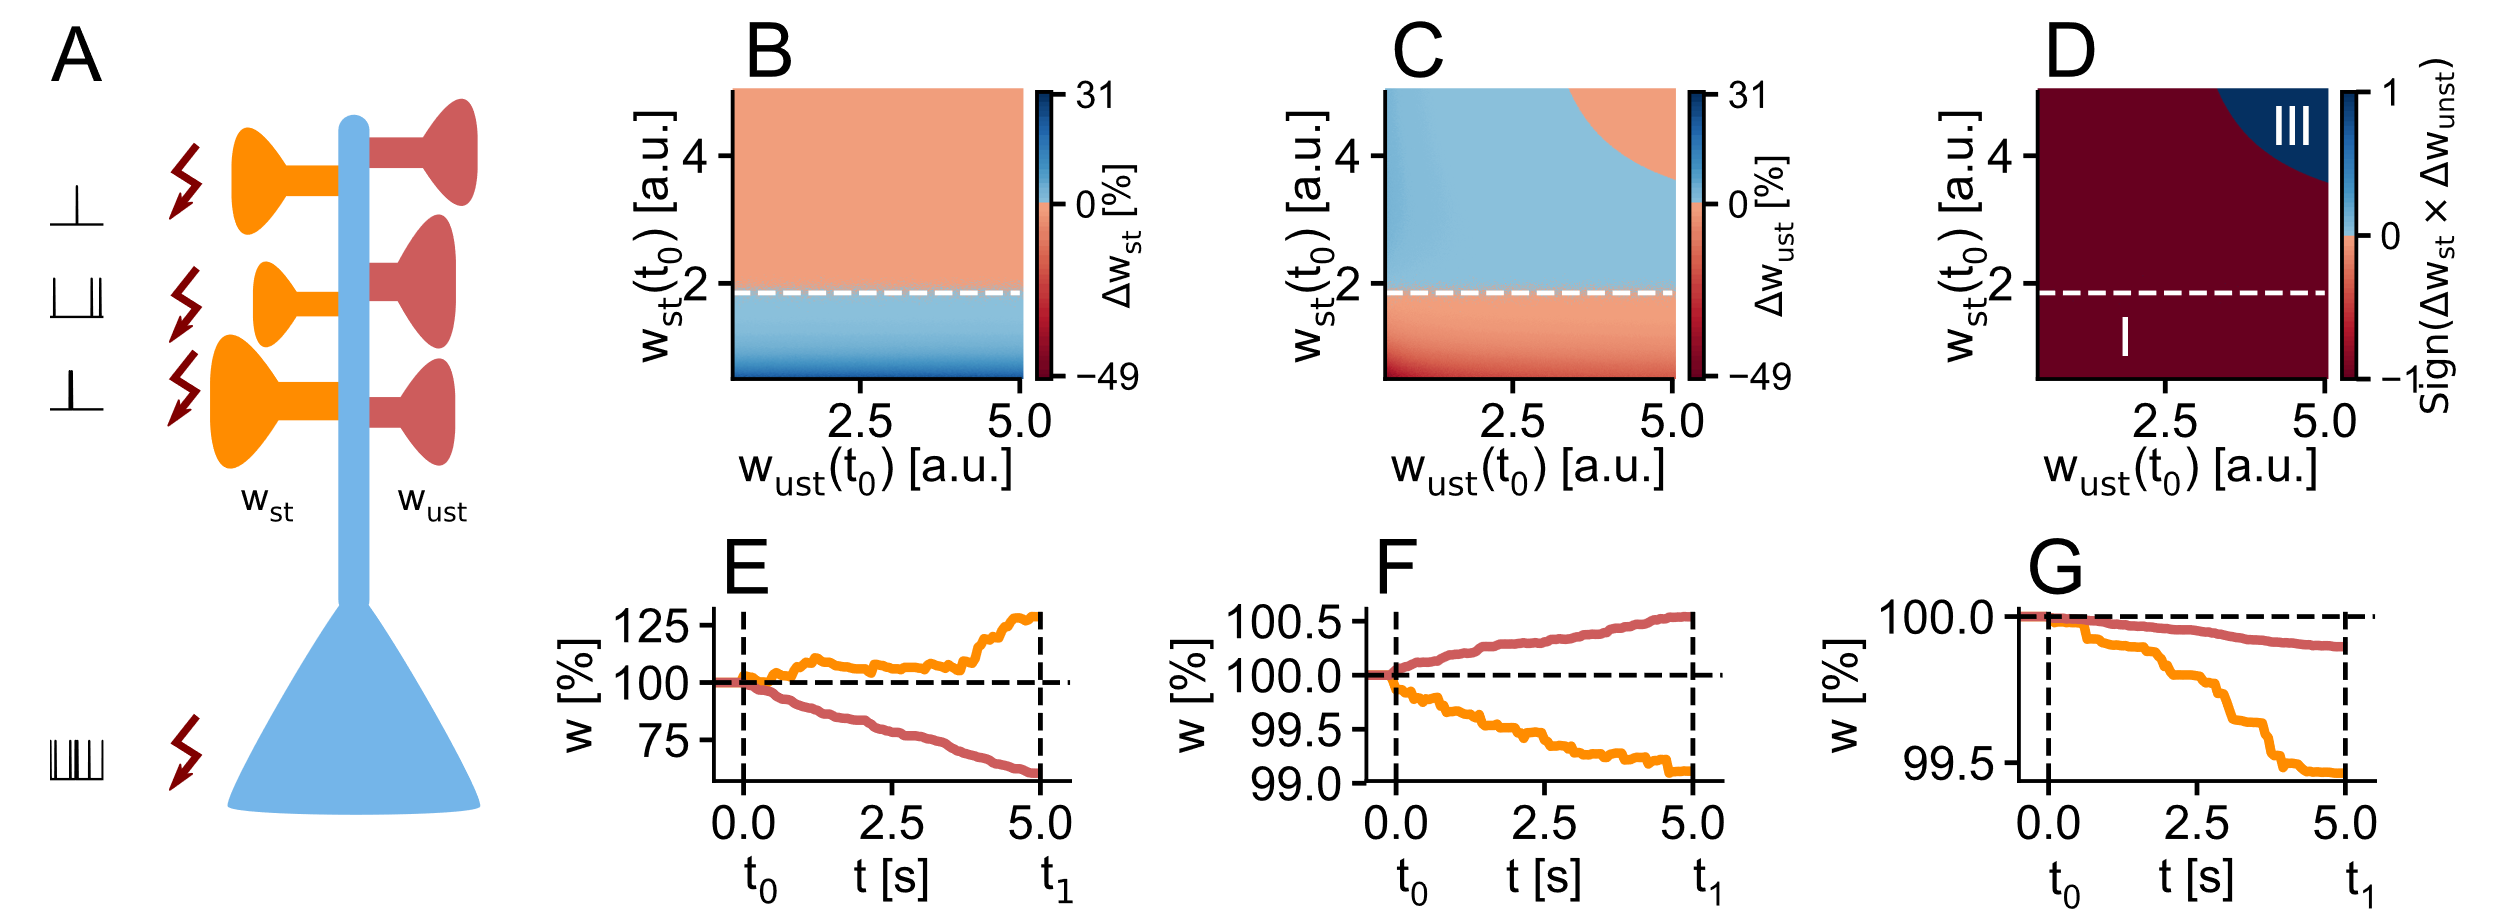 A
w_st
w_ust
B
w_st(t_0) [a.u.]
4
2
2.5
5.0
w_ust(t_0) [a.u.]
31
0
−49
Δw_st [%]
C
w_st(t_0) [a.u.]
4
2
2.5
5.0
w_ust(t_0) [a.u.]
31
0
−49
Δw_ust [%]
D
w_st(t_0) [a.u.]
4
2
III
I
2.5
5.0
w_ust(t_0) [a.u.]
1
0
−1
Sign(Δw_st × Δw_unst)
E
w [%]
125
100
75
0.0
2.5
5.0
t_0
t [s]
t_1
F
w [%]
100.5
100.0
99.5
99.0
0.0
2.5
5.0
t_0
t [s]
t_1
G
w [%]
100.0
99.5
0.0
2.5
5.0
t_0
t [s]
t_1